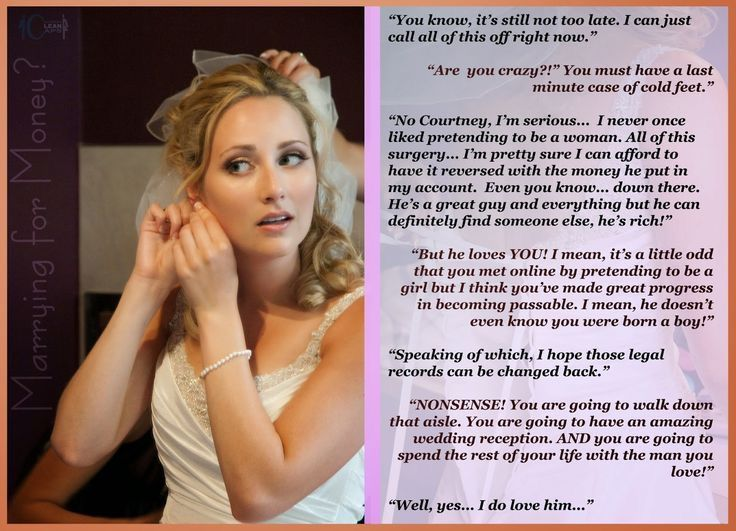 Marrying for Money?
LEAN
APS
“You know, it’s still not too late. I can just
call all of this off right now.”
“Are you crazy?!” You must have a last
minute case of cold feet.”
“No Courtney, I’m serious... I never once
liked pretending to be a woman. All of this
surgery... I’m pretty sure I can afford to
have it reversed with the money he put in
my account. Even you know... down there.
He’s a great guy and everything but he can
definitely find someone else, he’s rich!”
“But he loves YOU! I mean, it’s a little odd
that you met online by pretending to be a
girl but I think you’ve made great progress
in becoming passable. I mean, he doesn’t
even know you were born a boy!”
“Speaking of which, I hope those legal
records can be changed back.”
“NONSENSE! You are going to walk down
that aisle. You are going to have an amazing
wedding reception. AND you are going to
spend the rest of your life with the man you
love!”
“Well, yes... I do love him...”